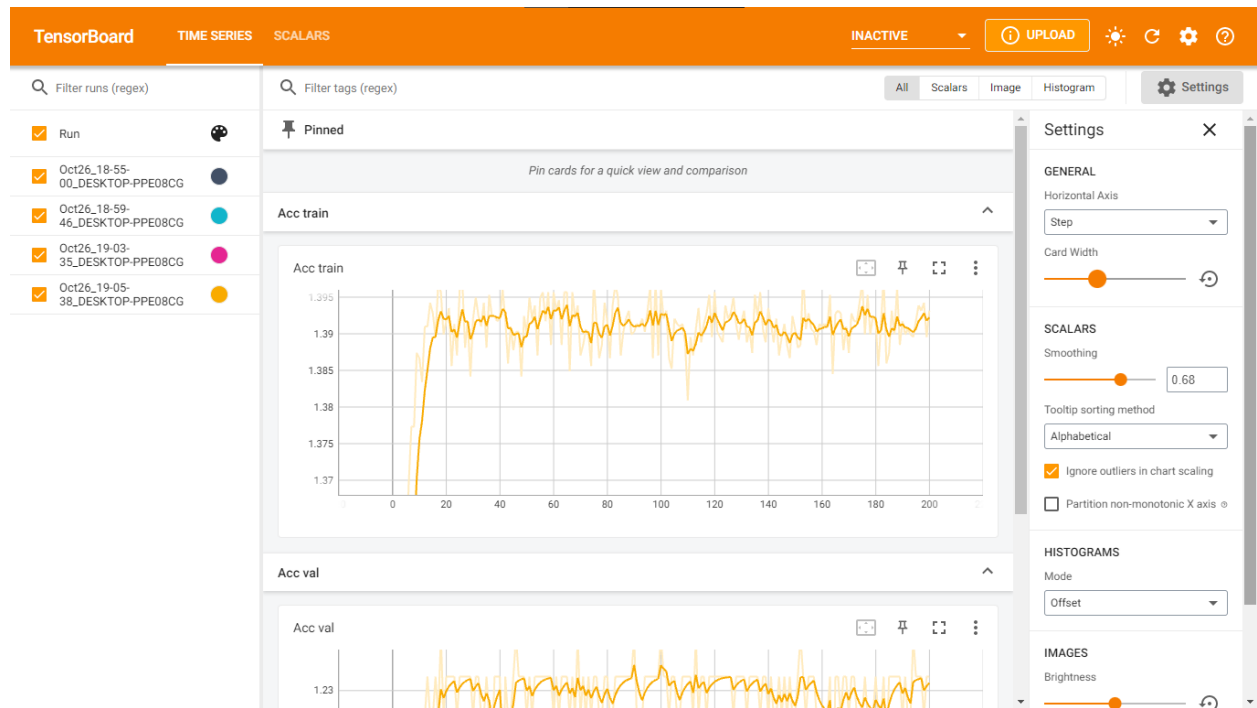 TensorBoard
TIME SERIES
SCALARS
INACTIVE
UPLOAD
Filter runs (regex)
Run
Oct26_18-55-
00_DESKTOP-PPE08CG
Oct26_18-59-
46_DESKTOP-PPE08CG
Oct26_19-03-
35_DESKTOP-PPE08CG
Oct26_19-05-
38_DESKTOP-PPE08CG
Filter tags (regex)
All
Scalars
Image
Histogram
Settings
Pinned
Pin cards for a quick view and comparison
Acc train
Acc train
1.395
1.39
1.385
1.38
1.375
1.37
0 20 40 60 80 100 120 140 160 180 200
Acc val
Acc val
1.23
Settings
GENERAL
Horizontal Axis
Step
Card Width
SCALARS
Smoothing
0.68
Tooltip sorting method
Alphabetical
Ignore outliers in chart scaling
Partition non-monotonic X axis
HISTOGRAMS
Mode
Offset
IMAGES
Brightness